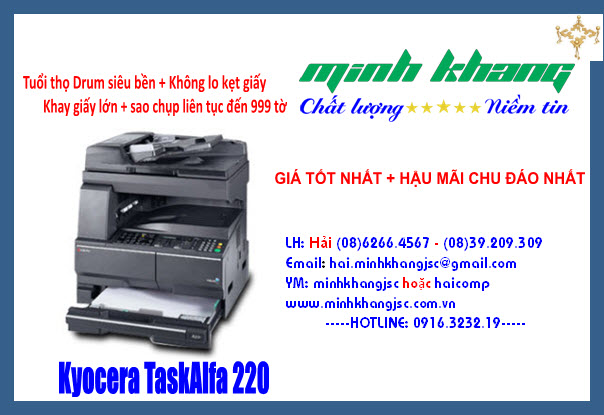 Tuổi thọ Drum siêu bền + Không lo kẹt giấy
Khay giấy lớn + sao chụp liên tục đến 999 tờ
minh khang
Chất lượng ★★★★★ Niềm tin
GIÁ TỐT NHẤT + HẬU MÃI CHU ĐÁO NHẤT
LH: Hải (08)6266.4567 - (08)39.209.309
Email: hai.minhkhangjsc@gmail.com
YM: minhkhangjsc hoặc haicomp
www.minhkhangjsc.com.vn
-----HOTLINE: 0916.3232.19-----
Kyocera TaskAlfa 220